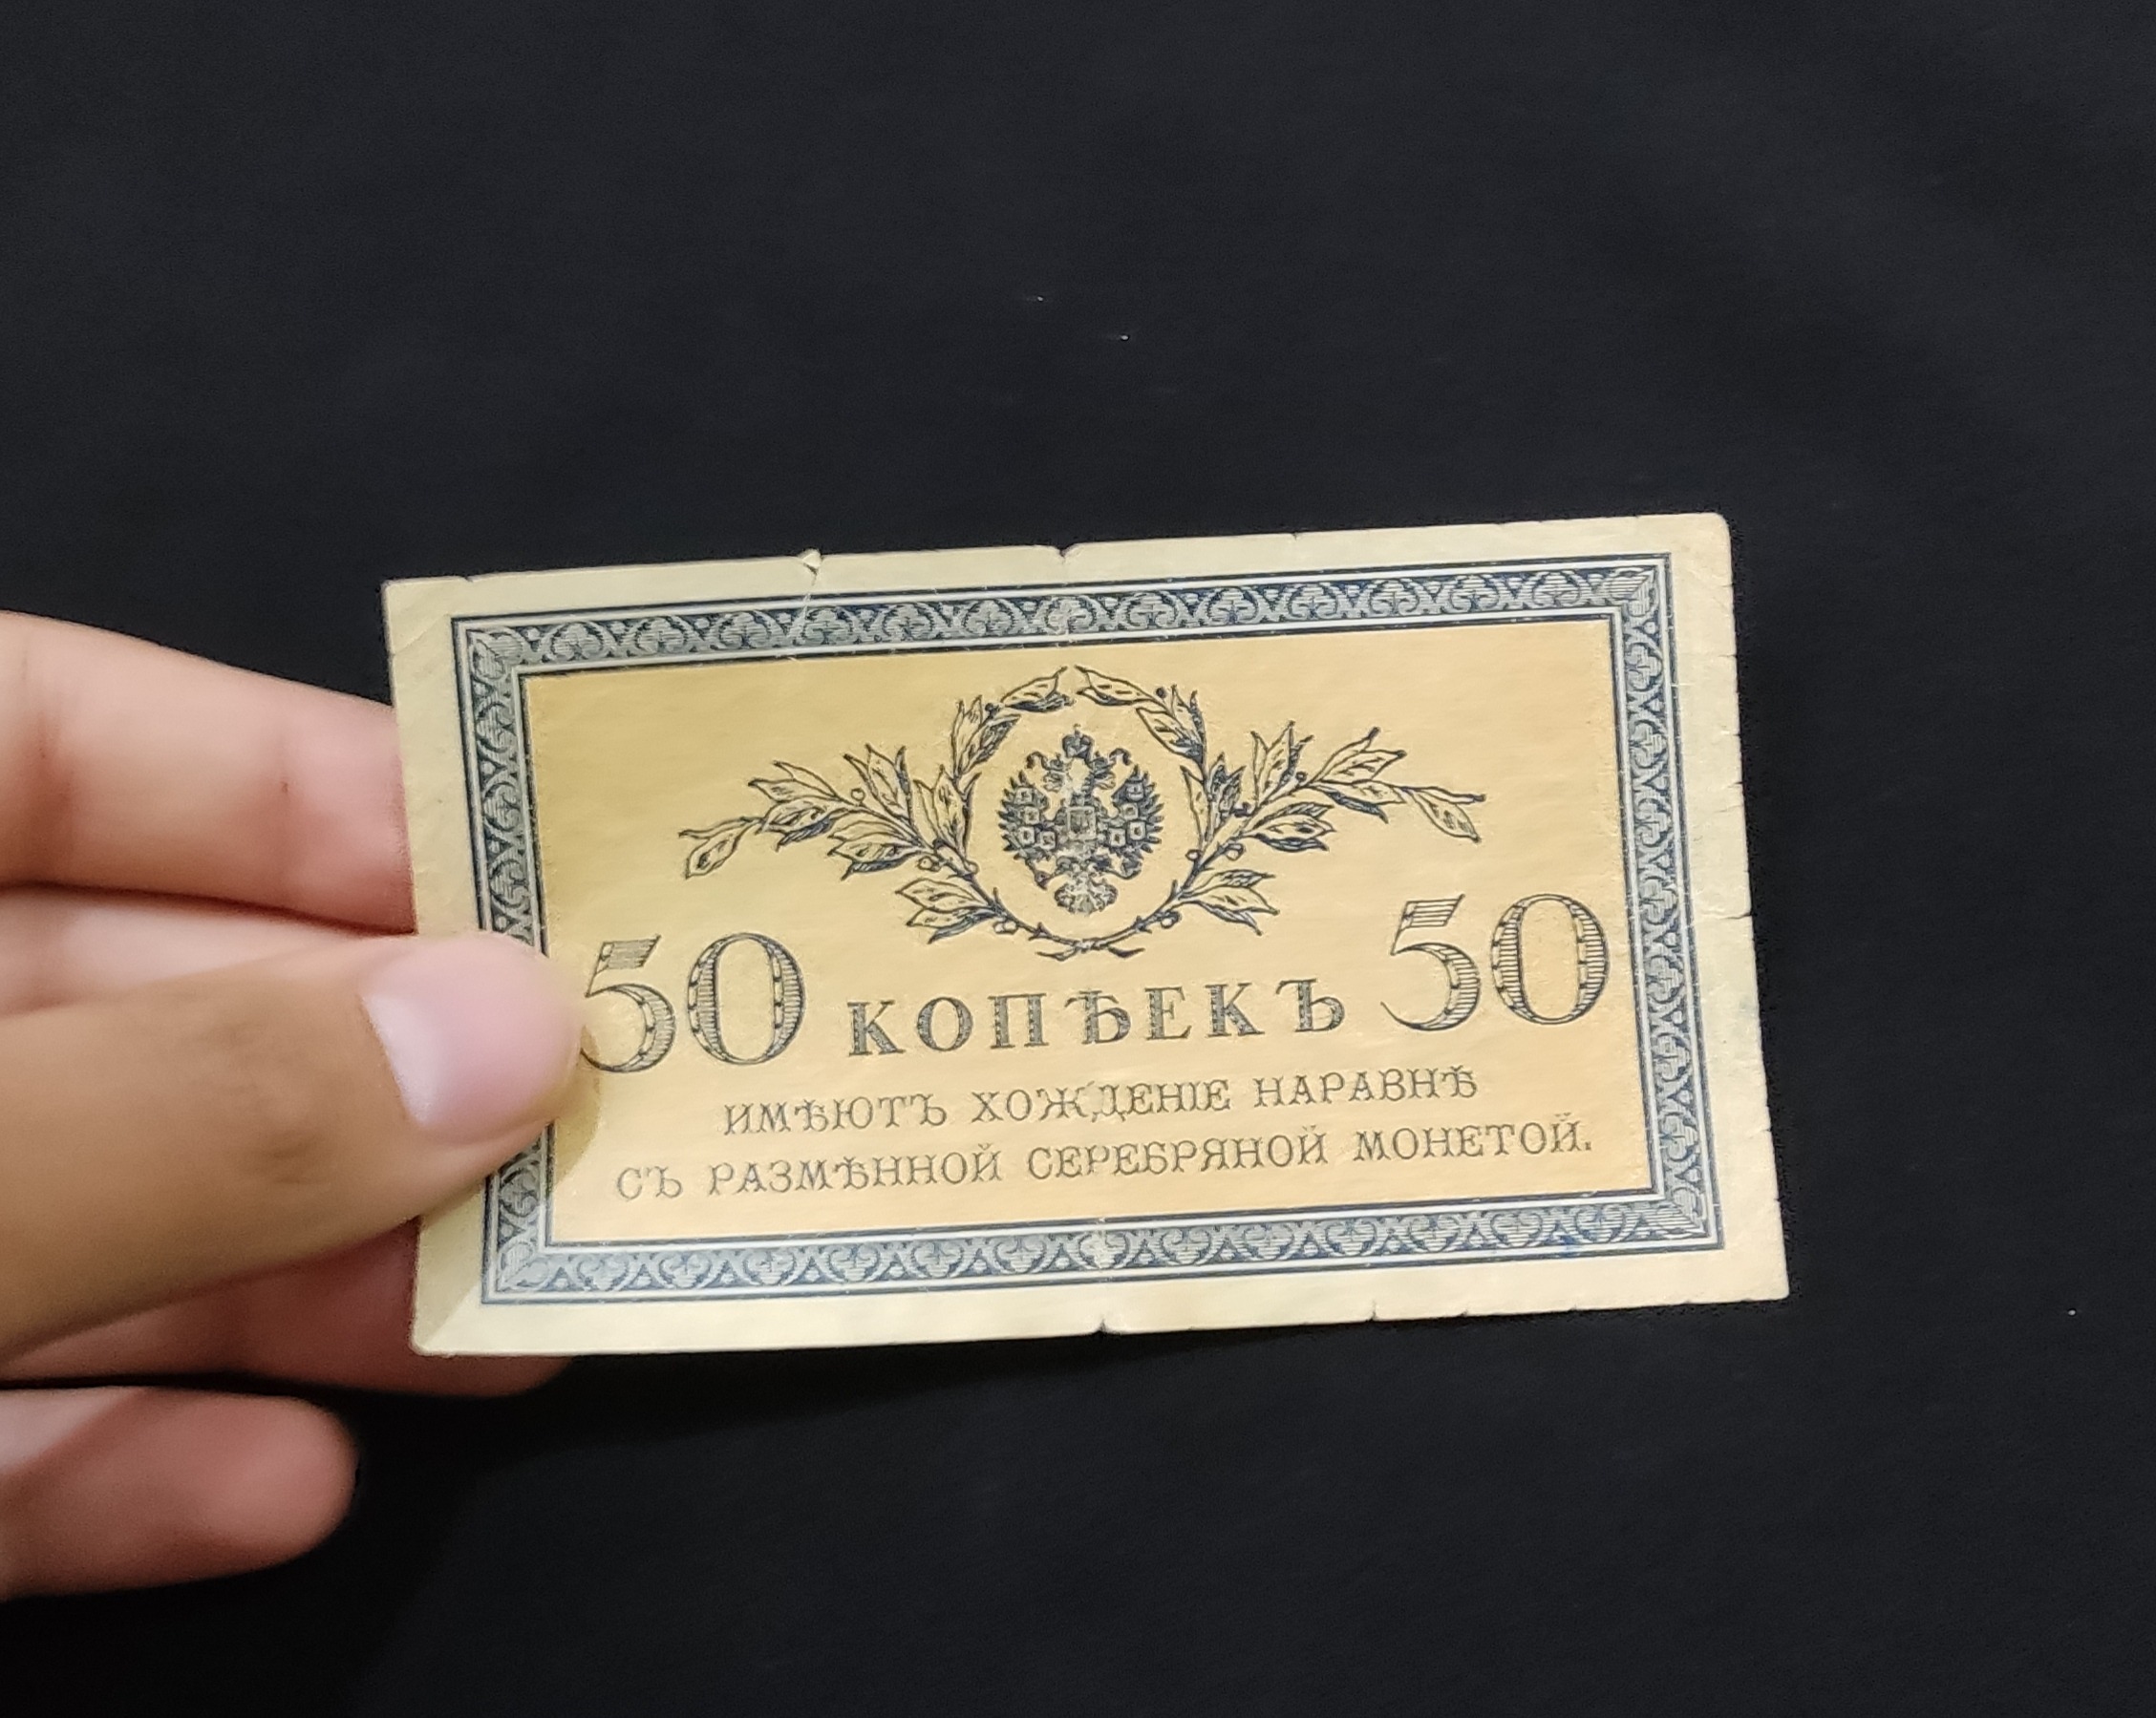 50 КОПѢЕКЪ 50
ИМѢЮТЪ ХОЖДЕНІЕ НАРАВНѢ
СЪ РАЗМѢННОЙ СЕРЕБРЯНОЙ МОНЕТОЙ.